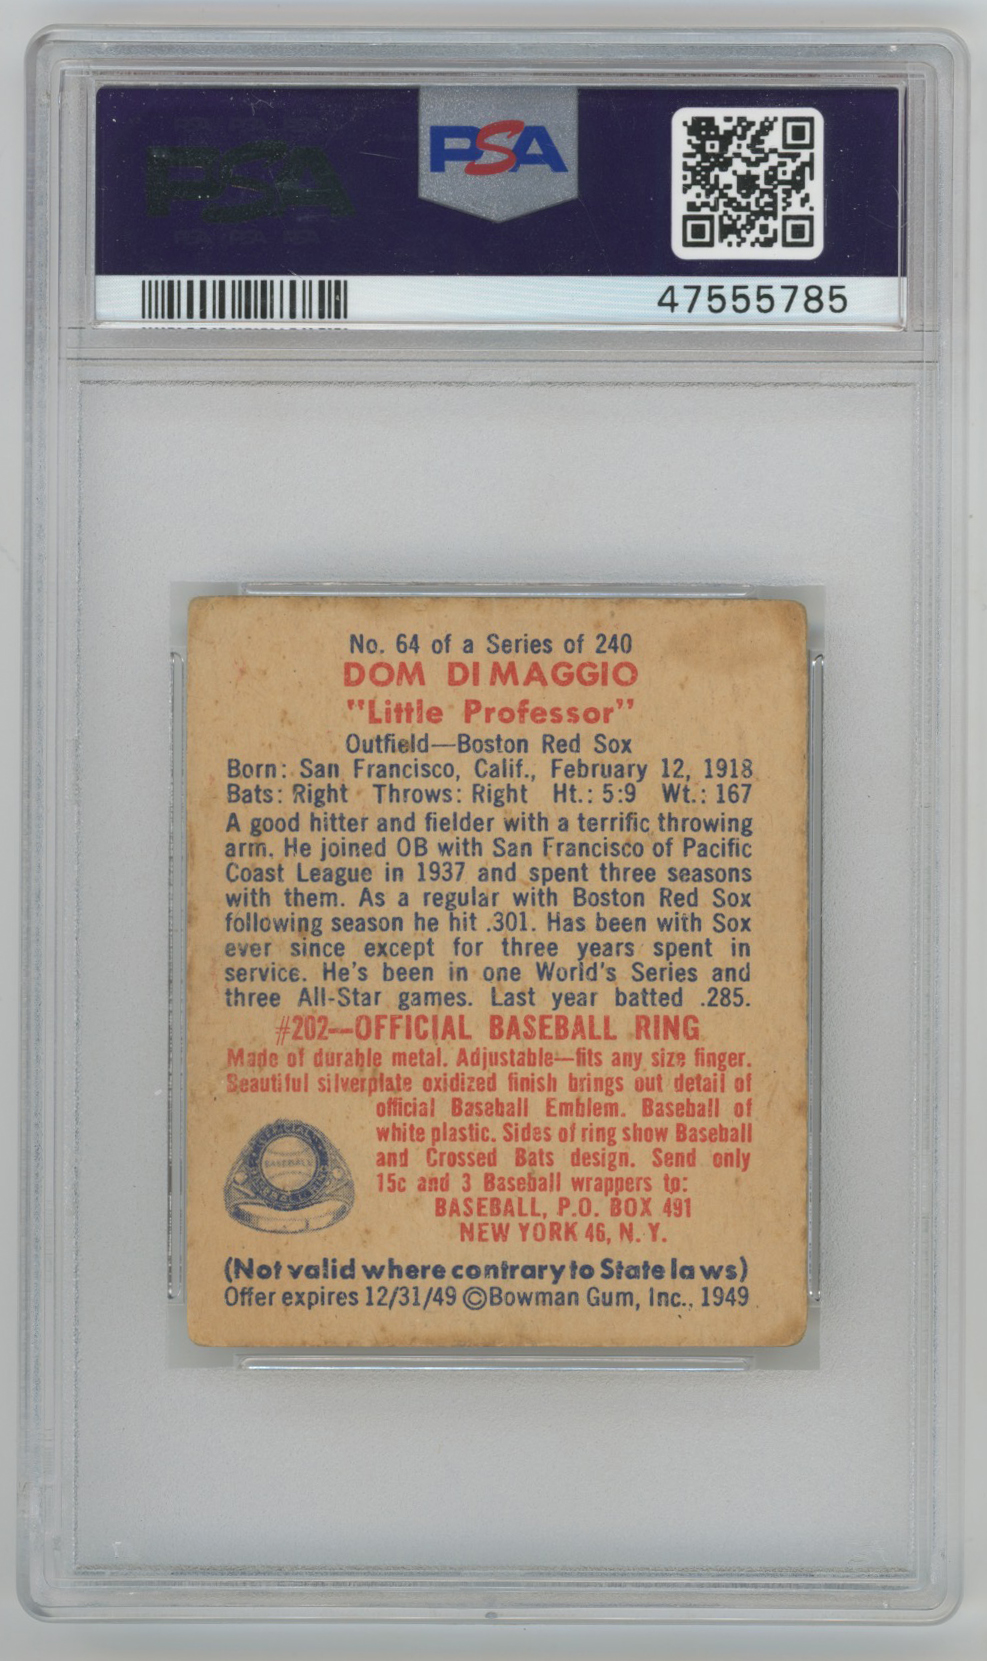 PSA
PSA
47555785
No. 64 of a Series of 240
DOM DI MAGGIO
"Little Professor"
Outfield—Boston Red Sox
Born: San Francisco, Calif., February 12, 1918
Bats: Right Throws: Right Ht.: 5:9 Wt.: 167
A good hitter and fielder with a terrific throwing
arm. He joined OB with San Francisco of Pacific
Coast League in 1937 and spent three seasons
with them. As a regular with Boston Red Sox
following season he hit .301. Has been with Sox
ever since except for three years spent in
service. He's been in one World's Series and
three All-Star games. Last year batted .285.
#202—OFFICIAL BASEBALL RING
Made of durable metal. Adjustable—fits any size finger.
Beautiful silverplate oxidized finish brings out detail of
official Baseball Emblem. Baseball of
white plastic. Sides of ring show Baseball
and Crossed Bats design. Send only
15c and 3 Baseball wrappers to:
BASEBALL, P.O. BOX 491
NEW YORK 46, N. Y.
OFFICIAL
BASEBALL
(Not valid where contrary to State laws)
Offer expires 12/31/49 ©Bowman Gum, Inc., 1949